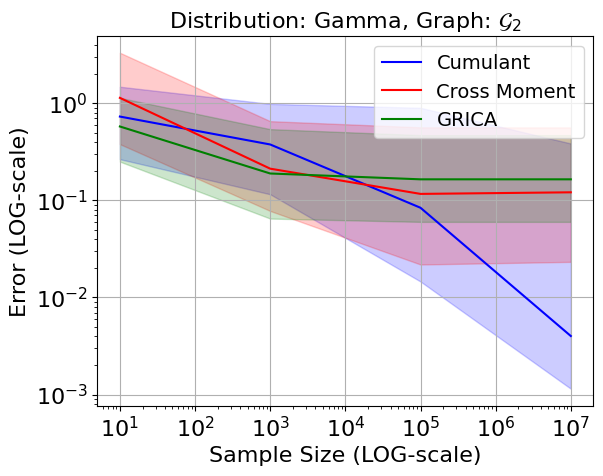 Distribution: Gamma, Graph: 𝒢₂
Cumulant
Cross Moment
GRICA
Error (LOG-scale)
10⁰
10⁻¹
10⁻²
10⁻³
10¹ 10² 10³ 10⁴ 10⁵ 10⁶ 10⁷
Sample Size (LOG-scale)